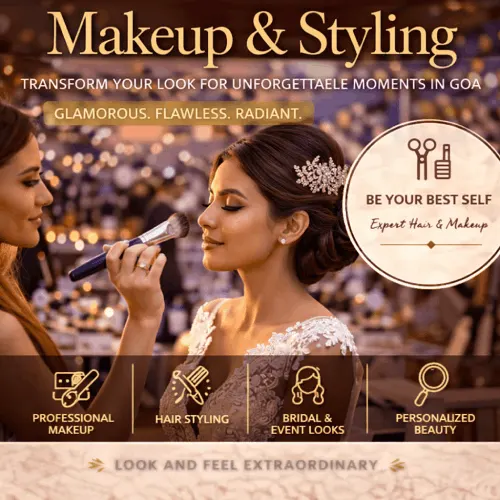 Makeup & Styling
TRANSFORM YOUR LOOK FOR UNFORGETTAELE MOMENTS IN GOA
GLAMOROUS. FLAWLESS. RADIANT.
BE YOUR BEST SELF
Expert Hair & Makeup
PROFESSIONAL
MAKEUP
HAIR STYLING
BRIDAL &
EVENT LOOKS
PERSONALIZED
BEAUTY
LOOK AND FEEL EXTRAORDINARY